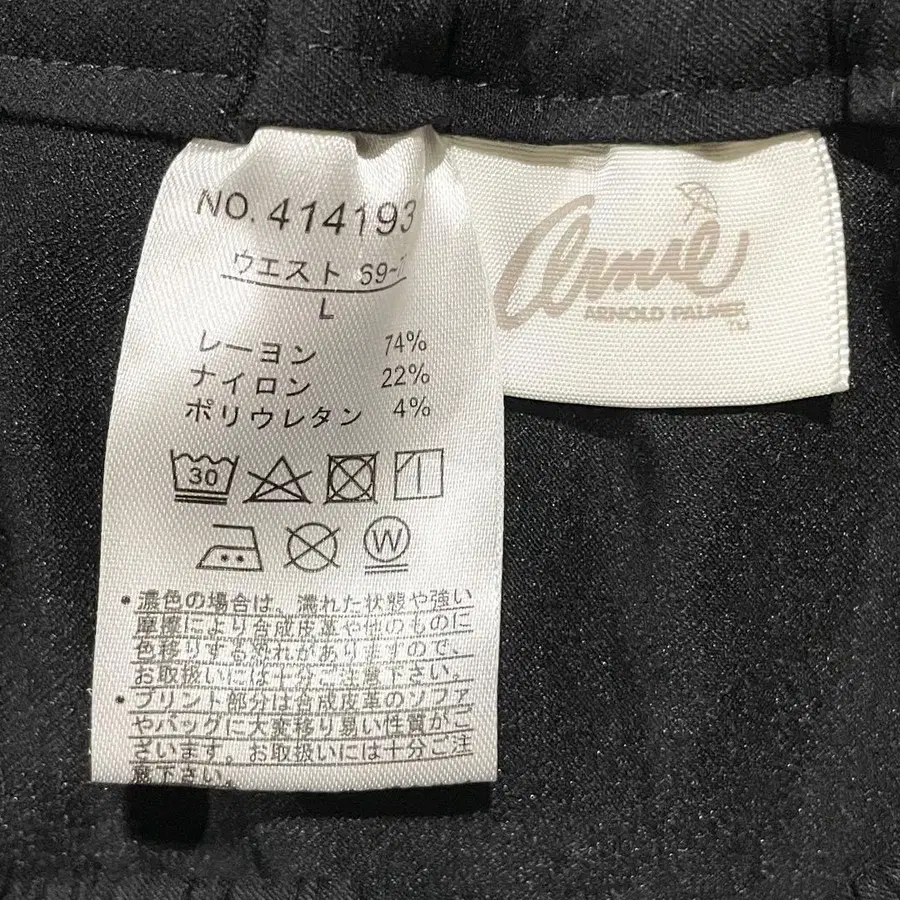 NO. 414193
ウエスト 69-
L
レーヨン 74%
ナイロン 22%
ポリウレタン 4%
30
W
・濃色の場合は、濡れた状態や強い
摩擦により合成皮革や他のものに
色移りする恐れがありますので、
お取扱いには十分ご注意下さい。
・プリント部分は合成皮革のソファ
やバッグに大変移り易い性質がご
ざいます。お取扱いには十分ご注
意下さい。
Arnie
ARNOLD PALMER
TM